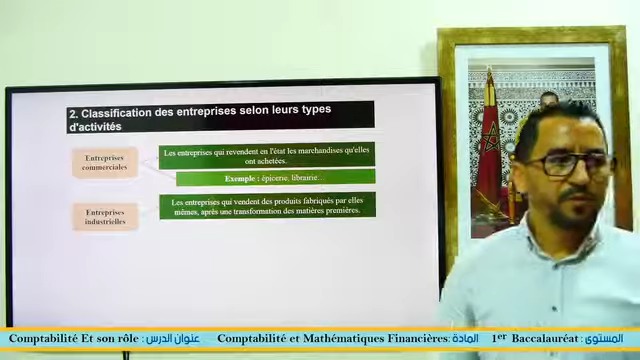 2. Classification des entreprises selon leurs types
d'activités
Entreprises
commerciales
Les entreprises qui revendent en l'état les marchandises qu'elles
ont achetées.
Exemple : épicerie, librairie...
Entreprises
industrielles
Les entreprises qui vendent des produits fabriqués par elles
mêmes, après une transformation des matières premières.
Comptabilité Et son rôle : عنوان الدرس Comptabilité et Mathématiques Financières: المادة 1er Baccalauréat : المستوى